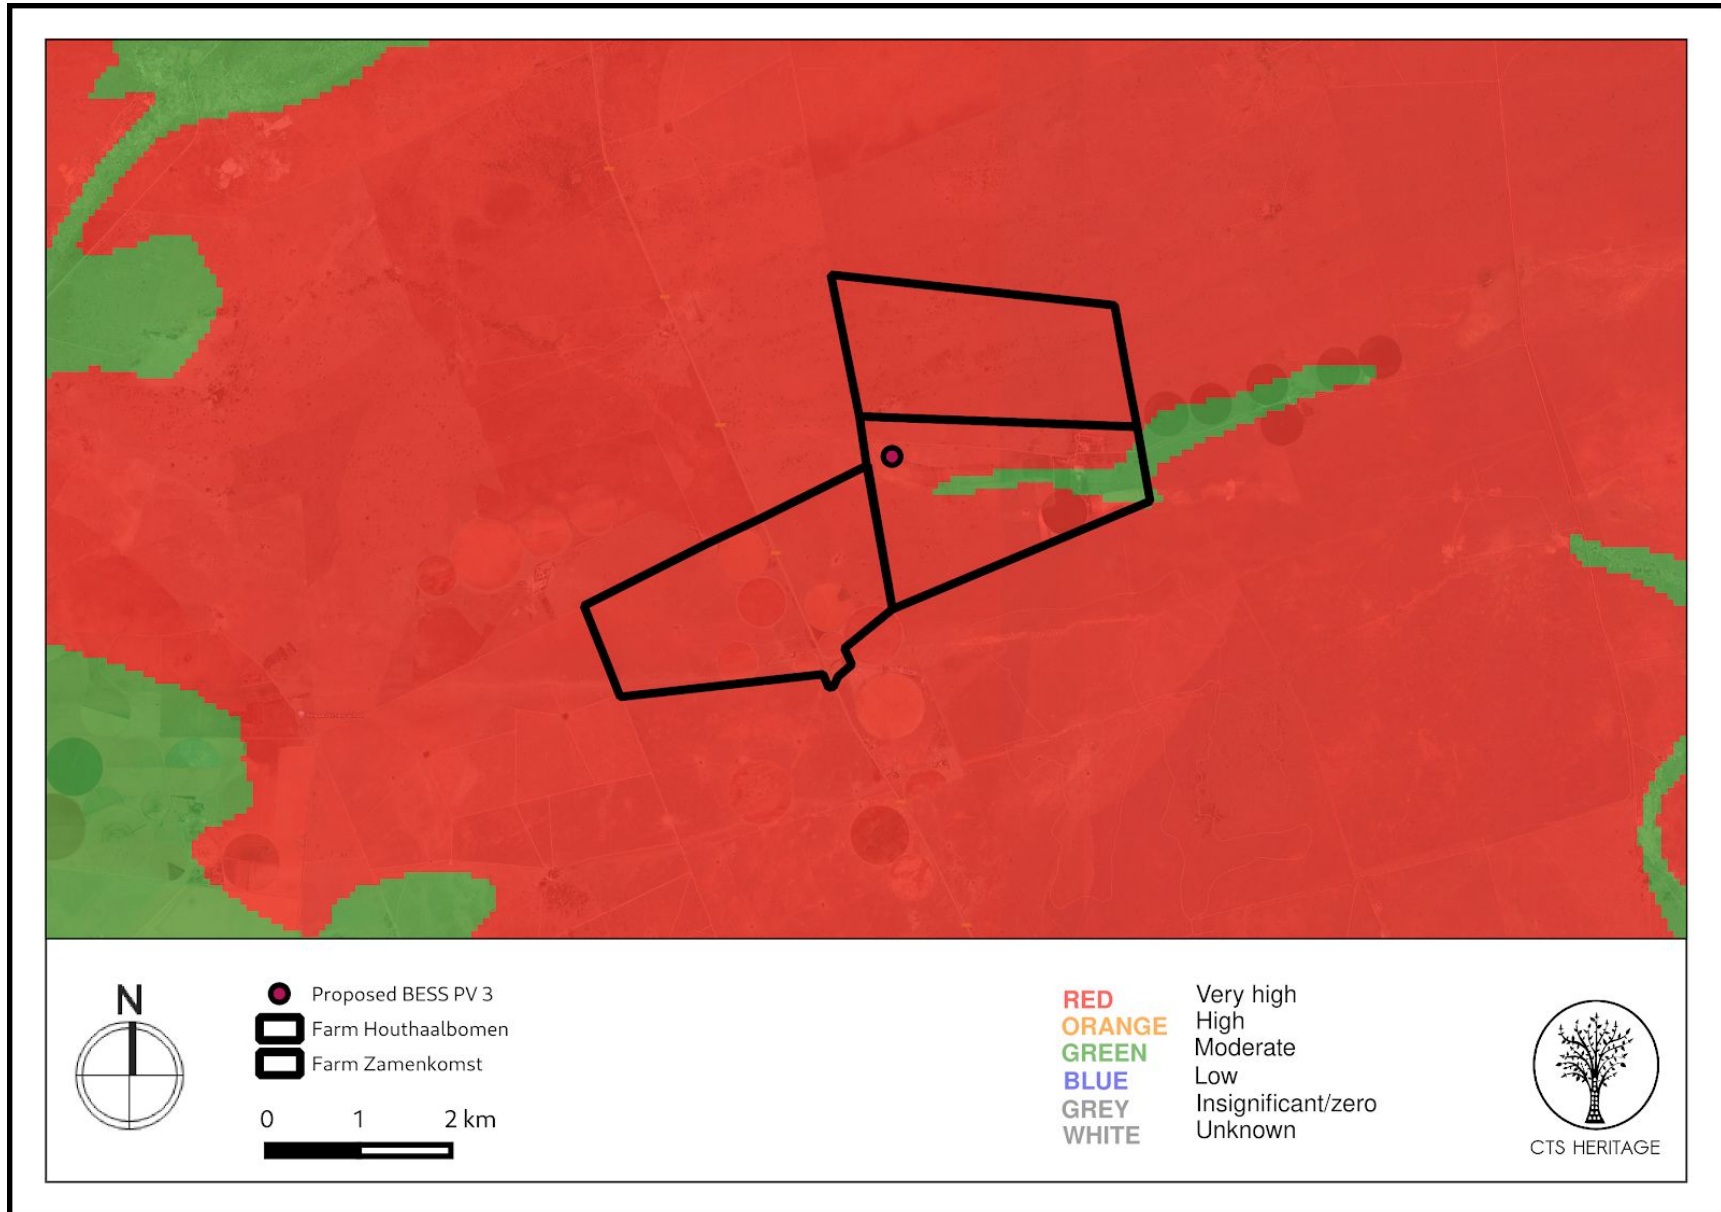 N
Proposed BESS PV 3
Farm Houthaalbomen
Farm Zamenkomst
0 1 2 km
RED Very high
ORANGE High
GREEN Moderate
BLUE Low
GREY Insignificant/zero
WHITE Unknown
CTS HERITAGE